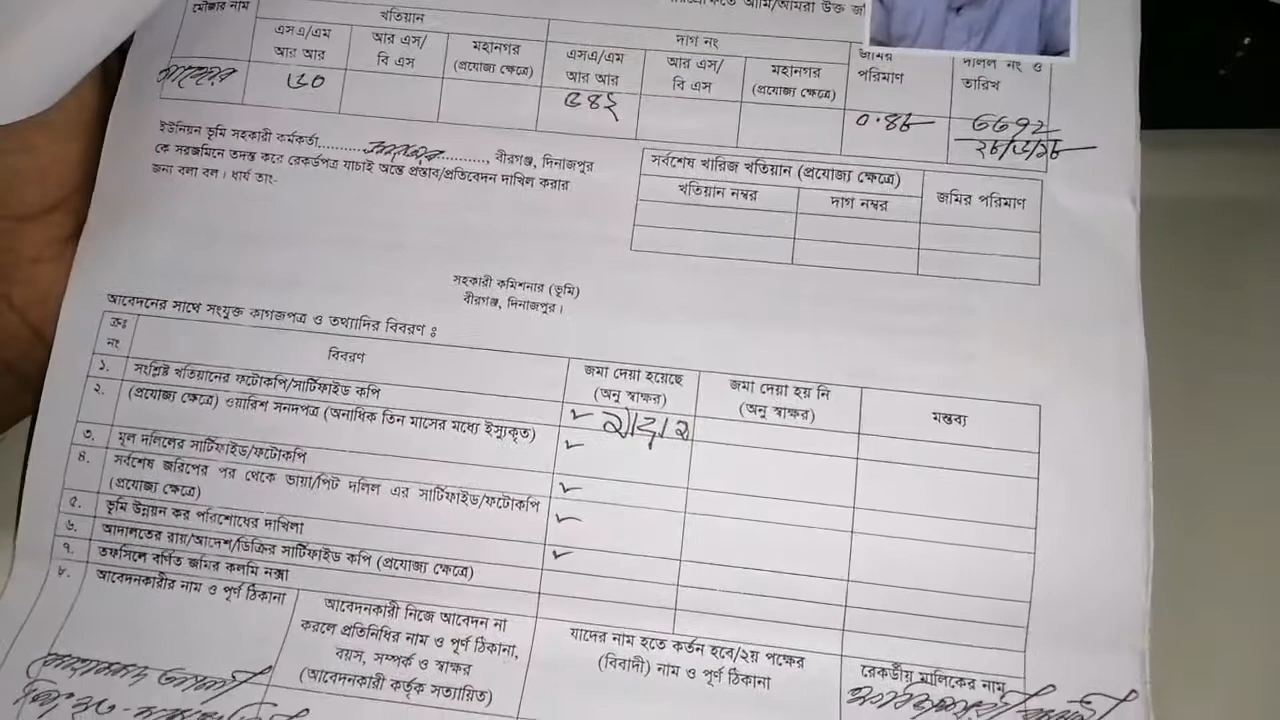 মৌজার নাম
খতিয়ান
দাগ নং
এসএ/এম আর আর
আর এস/ বি এস
মহানগর (প্রযোজ্য ক্ষেত্রে)
এসএ/এম আর আর
আর এস/ বি এস
মহানগর (প্রযোজ্য ক্ষেত্রে)
জমির পরিমাণ
দলিল নং ও তারিখ
৫৪২
০.৪৮
ইউনিয়ন ভূমি সহকারী কর্মকর্তা, বীরগঞ্জ, দিনাজপুর
কে সরজমিনে তদন্ত করে রেকর্ডপত্র যাচাই অন্তে প্রস্তাব/প্রতিবেদন দাখিল করার
জন্য বলা বল। ধার্য তাং-
সর্বশেষ খারিজ খতিয়ান (প্রযোজ্য ক্ষেত্রে)
খতিয়ান নম্বর
দাগ নম্বর
জমির পরিমাণ
সহকারী কমিশনার (ভূমি)
বীরগঞ্জ, দিনাজপুর।
আবেদনের সাথে সংযুক্ত কাগজপত্র ও তথ্যাদির বিবরণ ঃ
ক্রঃ নং
বিবরণ
জমা দেয়া হয়েছে (অনু স্বাক্ষর)
জমা দেয়া হয় নি (অনু স্বাক্ষর)
মন্তব্য
১. সংশ্লিষ্ট খতিয়ানের ফটোকপি/সার্টিফাইড কপি
২. (প্রযোজ্য ক্ষেত্রে) ওয়ারিশ সনদপত্র (অনাধিক তিন মাসের মধ্যে ইস্যুকৃত)
৩. মূল দলিলের সার্টিফাইড/ফটোকপি
৪. সর্বশেষ জরিপের পর থেকে ভায়া/পিট দলিল এর সার্টিফাইড/ফটোকপি
(প্রযোজ্য ক্ষেত্রে)
৫. ভূমি উন্নয়ন কর পরিশোধের দাখিলা
৬. আদালতের রায়/আদেশ/ডিক্রির সার্টিফাইড কপি (প্রযোজ্য ক্ষেত্রে)
৭. তফসিলে বর্ণিত জমির কলমি নক্সা
৮. আবেদনকারীর নাম ও পূর্ণ ঠিকানা
আবেদনকারী নিজে আবেদন না
করলে প্রতিনিধির নাম ও পূর্ণ ঠিকানা,
বয়স, সম্পর্ক ও স্বাক্ষর
(আবেদনকারী কর্তৃক সত্যায়িত)
যাদের নাম হতে কর্তন হবে/২য় পক্ষের
(বিবাদী) নাম ও পূর্ণ ঠিকানা
রেকর্ডীয় মালিকের নাম